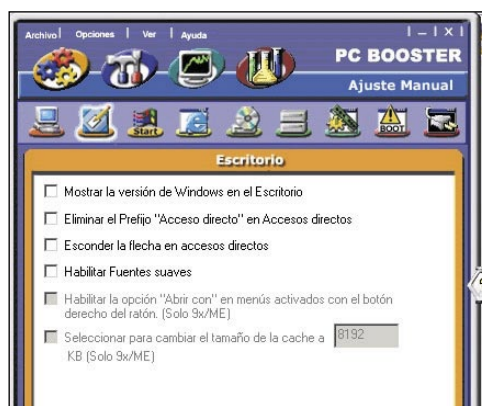 Archivo Opciones Ver Ayuda
PC BOOSTER
Ajuste Manual
Start BOOT
Escritorio
Mostrar la versión de Windows en el Escritorio
Eliminar el Prefijo "Acceso directo" en Accesos directos
Esconder la flecha en accesos directos
Habilitar Fuentes suaves
Habilitar la opción "Abrir con" en menús activados con el botón
derecho del ratón. (Solo 9x/ME)
Seleccionar para cambiar el tamaño de la cache a 8192
KB (Solo 9x/ME)